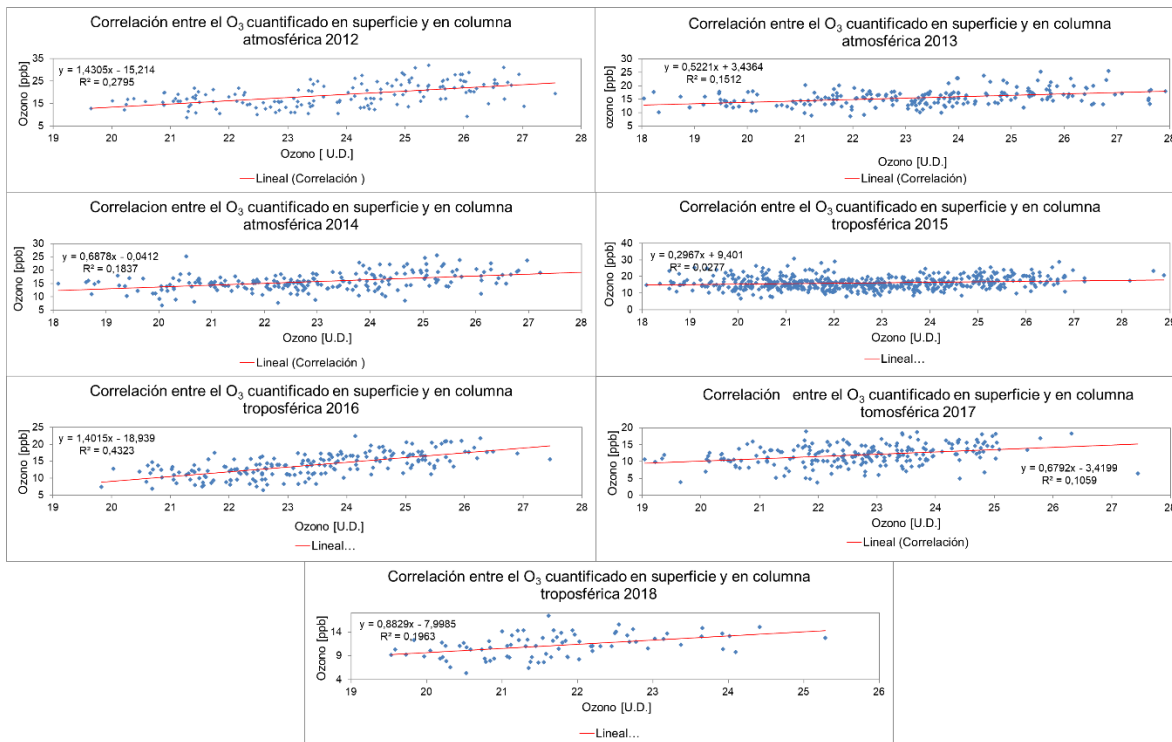 Correlación entre el O3 cuantificado en superficie y en columna
atmosférica 2012
y = 1,4305x - 15,214
R² = 0,2795
Ozono [ppb]
35
25
15
5
19 20 21 22 23 24 25 26 27 28
Ozono [ U.D.]
Lineal (Correlación )
Correlación entre el O3 cuantificado en superficie y en columna
atmosférica 2013
y = 0,5221x + 3,4364
R² = 0,1512
ozono [ppb]
30
25
20
15
10
5
18 19 20 21 22 23 24 25 26 27 28
Ozono [U.D.]
Lineal (Correlación)
Correlacion entre el O3 cuantificado en superficie y en columna
atmosférica 2014
y = 0,6878x - 0,0412
R² = 0,1837
Ozono [ppb]
30
25
20
15
10
5
18 19 20 21 22 23 24 25 26 27 28
Ozono [U.D.]
Lineal (Correlación )
Correlación entre el O3 cuantificado en superficie y en columna
troposférica 2015
y = 0,2967x + 9,401
R² = 0,0277
Ozono [ppb]
40
30
20
10
0
18 19 20 21 22 23 24 25 26 27 28 29
Ozono [U.D.]
Lineal...
Correlación entre el O3 cuantificado en superficie y en columna
troposférica 2016
y = 1,4015x - 18,939
R² = 0,4323
Ozono [ppb]
25
20
15
10
5
19 20 21 22 23 24 25 26 27 28
Ozono [U.D.]
Lineal...
Correlación entre el O3 cuantificado en superficie y en columna
tomosférica 2017
Ozono [ppb]
20
15
10
5
0
y = 0,6792x - 3,4199
R² = 0,1059
19 20 21 22 23 24 25 26 27 28
Ozono [U.D.]
Lineal (Correlación)
Correlación entre el O3 cuantificado en superficie y en columna
troposférica 2018
y = 0,8829x - 7,9985
R² = 0,1963
Ozono [ppb]
14
9
4
19 20 21 22 23 24 25 26
Ozono [U.D.]
Lineal...